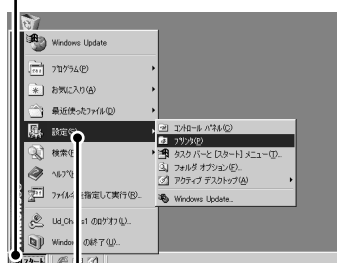 Windows Update
プログラム(P)
お気に入り(A)
最近使ったファイル(D)
設定(S)
検索(
ヘルプ(
ファイル名を指定して実行(R)...
のログオフ(L)...
Windows の終了(U)...
スタート
コントロール パネル(C)
プリンタ(P)
タスク バーと [スタート] メニュー(T)...
フォルダ オプション(F)...
アクティブ デスクトップ(A)
Windows Update...